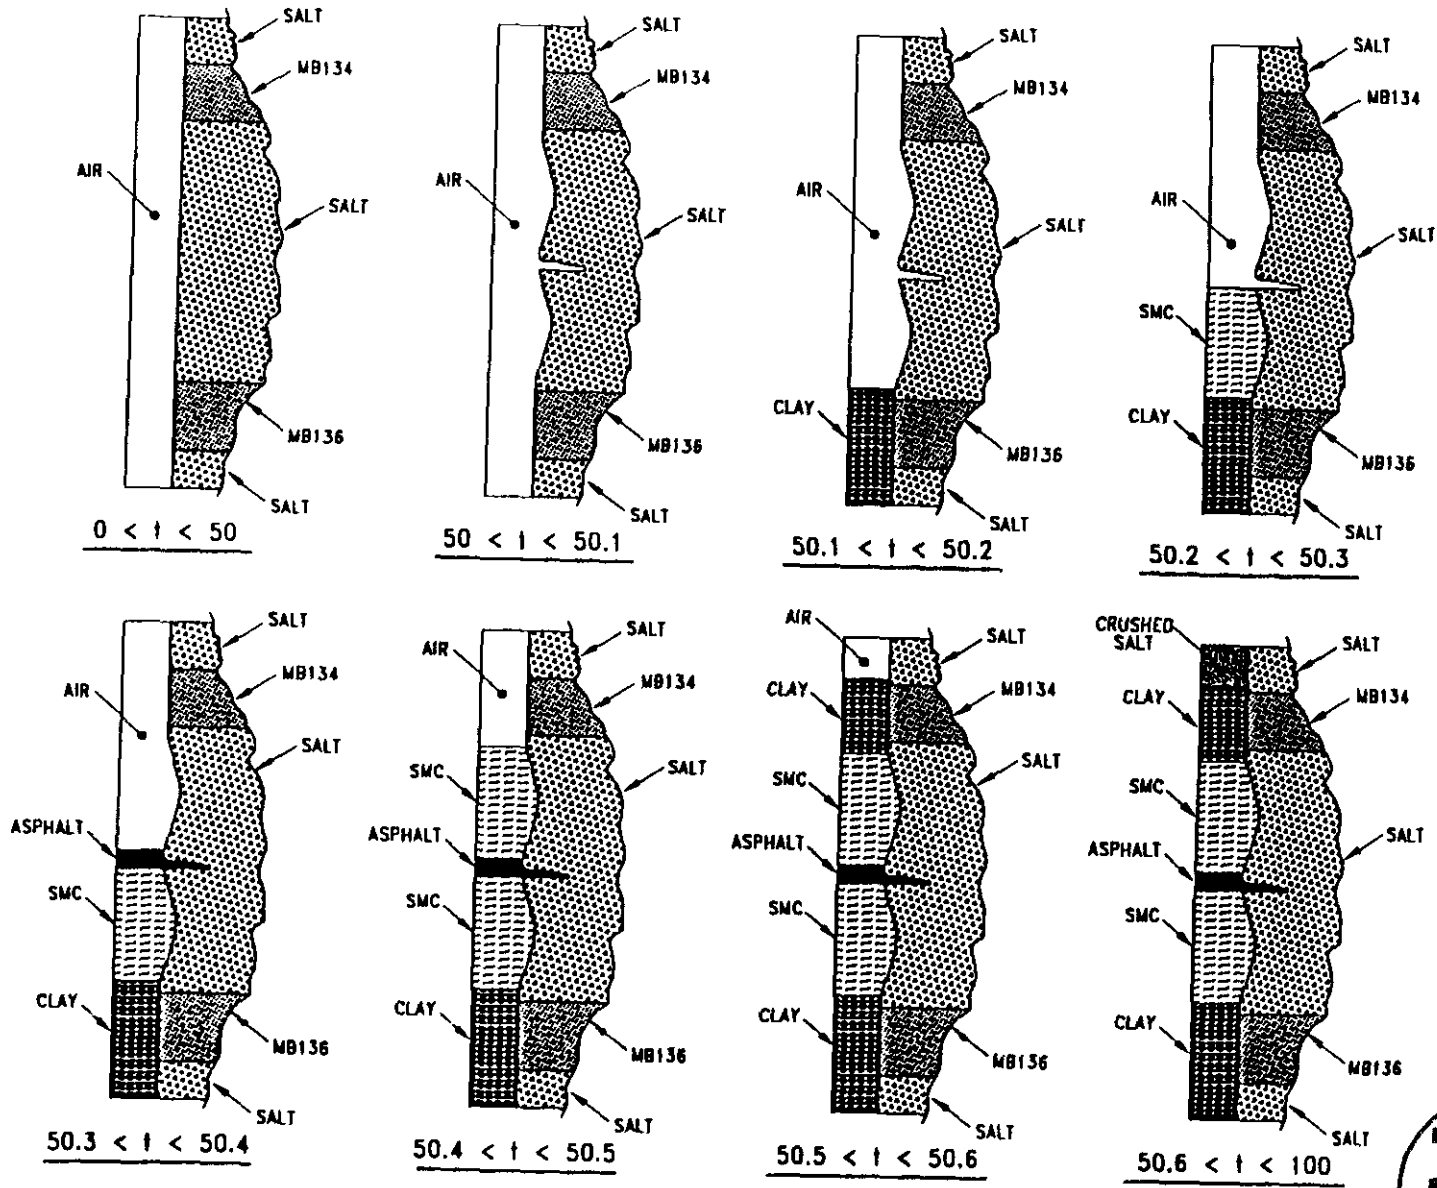 SALT
MB134
AIR
SALT
MB136
SALT
0 < t < 50
SALT
MB134
AIR
SALT
MB136
SALT
50 < t < 50.1
SALT
MB134
AIR
SALT
CLAY
MB136
SALT
50.1 < t < 50.2
SALT
MB134
AIR
SALT
SMC
CLAY
MB136
SALT
50.2 < t < 50.3
SALT
MB134
AIR
SALT
ASPHALT
SMC
CLAY
MB136
SALT
50.3 < t < 50.4
SALT
AIR
MB134
SMC
SALT
ASPHALT
SMC
CLAY
MB136
SALT
50.4 < t < 50.5
AIR
SALT
CLAY
MB134
SMC
SALT
ASPHALT
SMC
CLAY
MB136
SALT
50.5 < t < 50.6
CRUSHED
SALT
SALT
CLAY
MB134
SMC
SALT
ASPHALT
SMC
CLAY
MB136
SALT
50.6 < t < 100